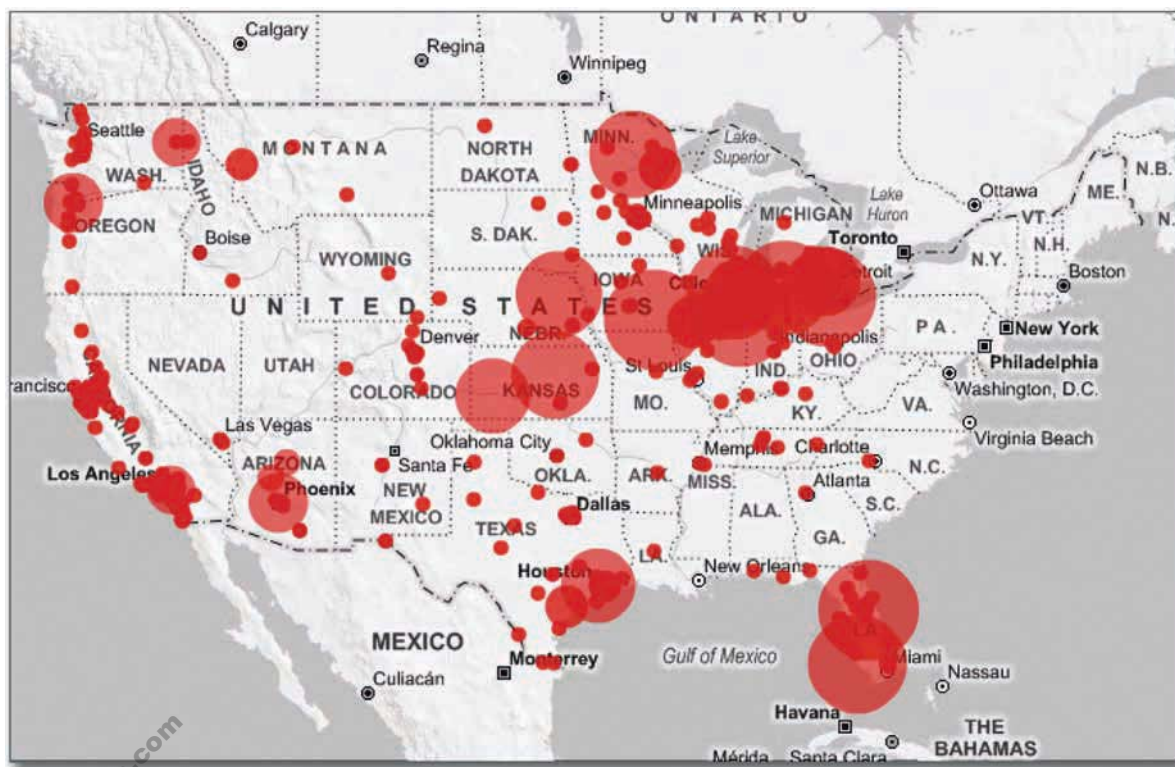 ONTARIO
Calgary
Regina
Winnipeg
Seattle
WASH.
MONTANA
NORTH
DAKOTA
MINN.
Lake
Superior
N.B.
IDAHO
OREGON
Boise
Minneapolis
MICHIGAN
Lake
Huron
Ottawa
VT.
ME.
N.H.
Toronto
S. DAK.
WIS.
WYOMING
IOWA
Detroit
N.Y.
Boston
UNITED STATES
NEBR.
Indianapolis
PA.
New York
Philadelphia
Denver
NEVADA
UTAH
COLORADO
KANSAS
St Louis
MO.
IND.
OHIO
KY.
Washington, D.C.
VA.
Virginia Beach
Las Vegas
Oklahoma City
Memphis
Charlotte
N.C.
Los Angeles
ARIZONA
Phoenix
Santa Fe
NEW
MEXICO
OKLA.
ARK.
MISS.
ALA.
Atlanta
S.C.
GA.
Dallas
TEXAS
LA.
New Orleans
Houston
MEXICO
Monterrey
Culiacán
Gulf of Mexico
Miami
Nassau
Havana
THE
BAHAMAS
Mérida
Santa Clara
.com